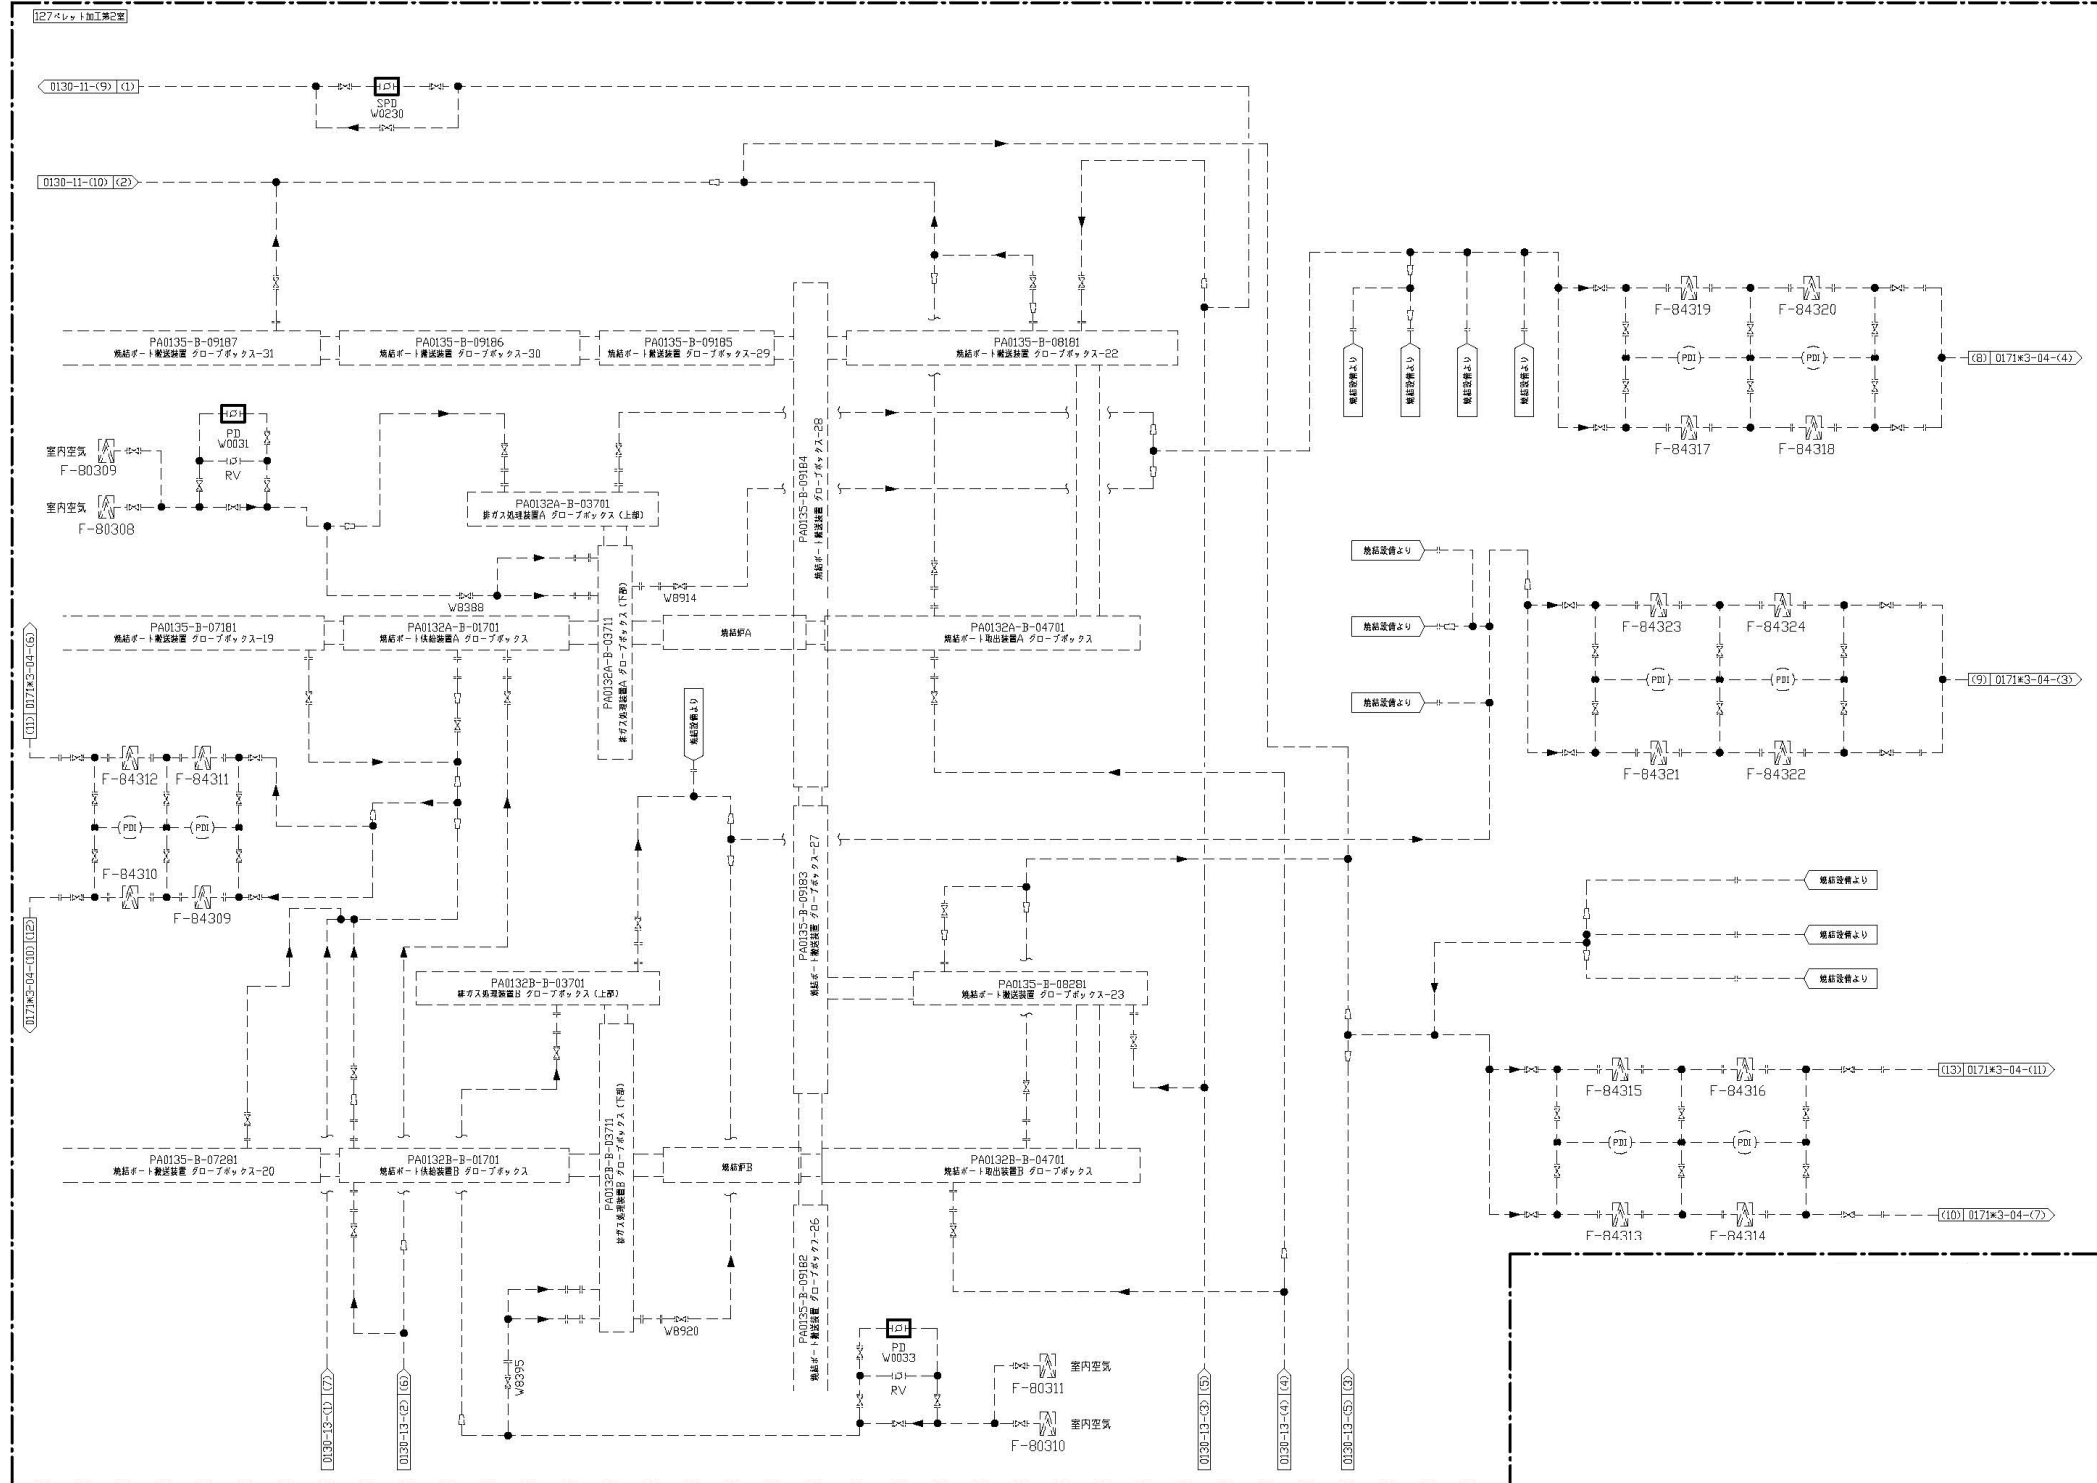 127ペレット加工第2室
0130-11-(9) (1)
SPD
W0230
0130-11-(10) (2)
PA0135-B-09187
焼結ボート搬送装置 グローブボックス-31
PA0135-B-09186
焼結ボート搬送装置 グローブボックス-30
PA0135-B-09185
焼結ボート搬送装置 グローブボックス-29
PA0135-B-08181
焼結ボート搬送装置 グローブボックス-22
PA0135-B-09184
焼結ボート搬送装置 グローブボックス-28
焼結設備より
焼結設備より
焼結設備より
焼結設備より
F-84319
F-84320
(PDI)
(PDI)
(8) 0171*3-04-(4)
F-84317
F-84318
PD
W0031
RV
室内空気
F-80309
室内空気
F-80308
PA0132A-B-03701
排ガス処理装置A グローブボックス (上部)
PA0132A-B-03711
排ガス処理装置A グローブボックス (下部)
W8388
W8914
(11) 0171*3-04-(6)
PA0135-B-07181
焼結ボート搬送装置 グローブボックス-19
PA0132A-B-01701
焼結ボート供給装置A グローブボックス
焼結炉A
PA0132A-B-04701
焼結ボート取出装置A グローブボックス
焼結設備より
焼結設備より
焼結設備より
F-84323
F-84324
(PDI)
(PDI)
(9) 0171*3-04-(3)
F-84321
F-84322
焼結設備より
F-84312
F-84311
(PDI)
(PDI)
F-84310
F-84309
0171*3-04-(10) (12)
PA0135-B-09183
焼結ボート搬送装置 グローブボックス-27
焼結設備より
焼結設備より
焼結設備より
PA0132B-B-03701
排ガス処理装置B グローブボックス (上部)
PA0135-B-08281
焼結ボート搬送装置 グローブボックス-23
PA0132B-B-03711
排ガス処理装置B グローブボックス (下部)
F-84315
F-84316
(13) 0171*3-04-(11)
(PDI)
(PDI)
F-84313
F-84314
(10) 0171*3-04-(7)
PA0135-B-07281
焼結ボート搬送装置 グローブボックス-20
PA0132B-B-01701
焼結ボート供給装置B グローブボックス
焼結炉B
PA0132B-B-04701
焼結ボート取出装置B グローブボックス
PA0135-B-09182
焼結ボート搬送装置 グローブボックス-26
W8920
W8395
PD
W0033
RV
F-80311
室内空気
F-80310
室内空気
0130-13-(1) (7)
0130-13-(2) (6)
0130-13-(3) (5)
0130-13-(4) (4)
0130-13-(5) (3)